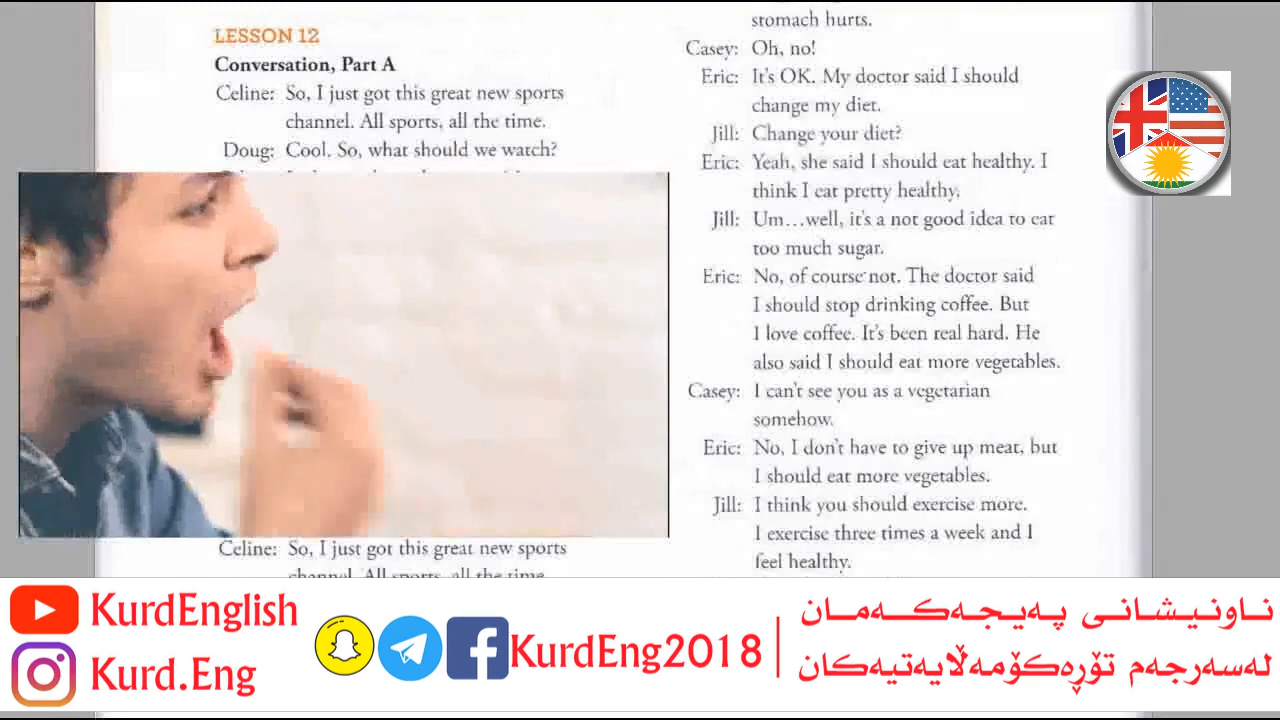 LESSON 12
Conversation, Part A
Celine: So, I just got this great new sports
channel. All sports, all the time.
Doug: Cool. So, what should we watch?
Celine: So, I just got this great new sports
channel. All sports, all the time.
stomach hurts.
Casey: Oh, no!
Eric: It's OK. My doctor said I should
change my diet.
Jill: Change your diet?
Eric: Yeah, she said I should eat healthy. I
think I eat pretty healthy.
Jill: Um…well, it's a not good idea to eat
too much sugar.
Eric: No, of course not. The doctor said
I should stop drinking coffee. But
I love coffee. It's been real hard. He
also said I should eat more vegetables.
Casey: I can't see you as a vegetarian
somehow.
Eric: No, I don't have to give up meat, but
I should eat more vegetables.
Jill: I think you should exercise more.
I exercise three times a week and I
feel healthy.
KurdEnglish
Kurd.Eng
KurdEng2018
ناونیشانی پەیجەکەمان
لەسەرجەم تۆڕەکۆمەڵایەتیەکان